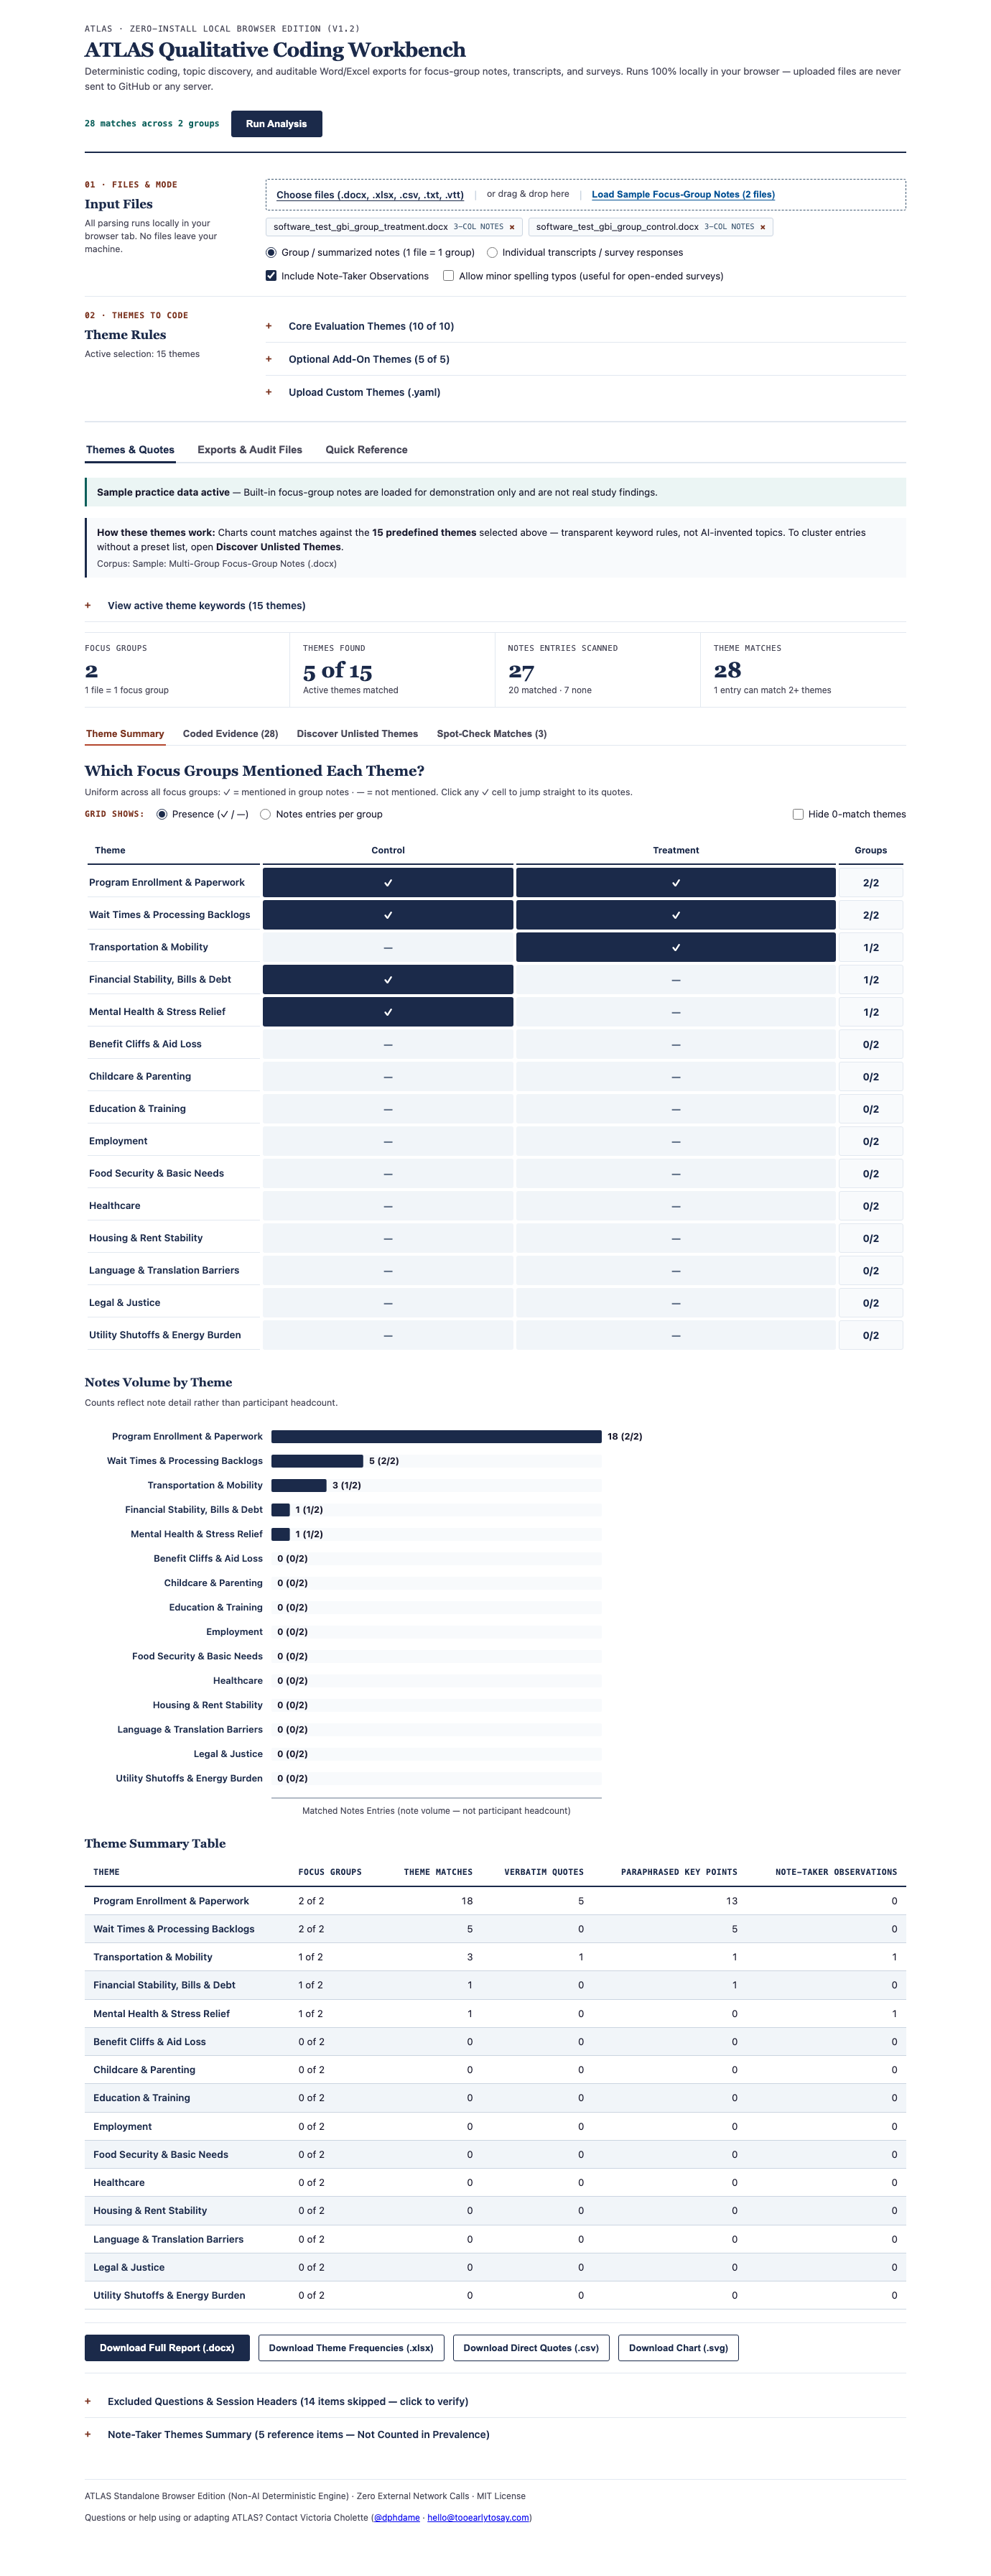 ATLAS · ZERO-INSTALL LOCAL BROWSER EDITION (V1.2)
ATLAS Qualitative Coding Workbench
Deterministic coding, topic discovery, and auditable Word/Excel exports for focus-group notes, transcripts, and surveys. Runs 100% locally in your browser — uploaded files are never
sent to GitHub or any server.
28 matches across 2 groups
Run Analysis
01 · FILES & MODE
Input Files
All parsing runs locally in your
browser tab. No files leave your
machine.
Choose files (.docx, .xlsx, .csv, .txt, .vtt) | or drag & drop here | Load Sample Focus-Group Notes (2 files)
software_test_gbi_group_treatment.docx 3-COL NOTES × software_test_gbi_group_control.docx 3-COL NOTES ×
Group / summarized notes (1 file = 1 group) Individual transcripts / survey responses
Include Note-Taker Observations Allow minor spelling typos (useful for open-ended surveys)
02 · THEMES TO CODE
Theme Rules
Active selection: 15 themes
+ Core Evaluation Themes (10 of 10)
+ Optional Add-On Themes (5 of 5)
+ Upload Custom Themes (.yaml)
Themes & Quotes Exports & Audit Files Quick Reference
Sample practice data active — Built-in focus-group notes are loaded for demonstration only and are not real study findings.
How these themes work: Charts count matches against the 15 predefined themes selected above — transparent keyword rules, not AI-invented topics. To cluster entries
without a preset list, open Discover Unlisted Themes.
Corpus: Sample: Multi-Group Focus-Group Notes (.docx)
+ View active theme keywords (15 themes)
FOCUS GROUPS THEMES FOUND NOTES ENTRIES SCANNED THEME MATCHES
2 5 of 15 27 28
1 file = 1 focus group Active themes matched 20 matched · 7 none 1 entry can match 2+ themes
Theme Summary Coded Evidence (28) Discover Unlisted Themes Spot-Check Matches (3)
Which Focus Groups Mentioned Each Theme?
Uniform across all focus groups: ✓ = mentioned in group notes · — = not mentioned. Click any ✓ cell to jump straight to its quotes.
GRID SHOWS: Presence (✓ / —) Notes entries per group Hide 0-match themes
Theme Control Treatment Groups
Program Enrollment & Paperwork ✓ ✓ 2/2
Wait Times & Processing Backlogs ✓ ✓ 2/2
Transportation & Mobility — ✓ 1/2
Financial Stability, Bills & Debt ✓ — 1/2
Mental Health & Stress Relief ✓ — 1/2
Benefit Cliffs & Aid Loss — — 0/2
Childcare & Parenting — — 0/2
Education & Training — — 0/2
Employment — — 0/2
Food Security & Basic Needs — — 0/2
Healthcare — — 0/2
Housing & Rent Stability — — 0/2
Language & Translation Barriers — — 0/2
Legal & Justice — — 0/2
Utility Shutoffs & Energy Burden — — 0/2
Notes Volume by Theme
Counts reflect note detail rather than participant headcount.
Program Enrollment & Paperwork 18 (2/2)
Wait Times & Processing Backlogs 5 (2/2)
Transportation & Mobility 3 (1/2)
Financial Stability, Bills & Debt 1 (1/2)
Mental Health & Stress Relief 1 (1/2)
Benefit Cliffs & Aid Loss 0 (0/2)
Childcare & Parenting 0 (0/2)
Education & Training 0 (0/2)
Employment 0 (0/2)
Food Security & Basic Needs 0 (0/2)
Healthcare 0 (0/2)
Housing & Rent Stability 0 (0/2)
Language & Translation Barriers 0 (0/2)
Legal & Justice 0 (0/2)
Utility Shutoffs & Energy Burden 0 (0/2)
Matched Notes Entries (note volume — not participant headcount)
Theme Summary Table
THEME FOCUS GROUPS THEME MATCHES VERBATIM QUOTES PARAPHRASED KEY POINTS NOTE-TAKER OBSERVATIONS
Program Enrollment & Paperwork 2 of 2 18 5 13 0
Wait Times & Processing Backlogs 2 of 2 5 0 5 0
Transportation & Mobility 1 of 2 3 1 1 1
Financial Stability, Bills & Debt 1 of 2 1 0 1 0
Mental Health & Stress Relief 1 of 2 1 0 0 1
Benefit Cliffs & Aid Loss 0 of 2 0 0 0 0
Childcare & Parenting 0 of 2 0 0 0 0
Education & Training 0 of 2 0 0 0 0
Employment 0 of 2 0 0 0 0
Food Security & Basic Needs 0 of 2 0 0 0 0
Healthcare 0 of 2 0 0 0 0
Housing & Rent Stability 0 of 2 0 0 0 0
Language & Translation Barriers 0 of 2 0 0 0 0
Legal & Justice 0 of 2 0 0 0 0
Utility Shutoffs & Energy Burden 0 of 2 0 0 0 0
Download Full Report (.docx) Download Theme Frequencies (.xlsx) Download Direct Quotes (.csv) Download Chart (.svg)
+ Excluded Questions & Session Headers (14 items skipped — click to verify)
+ Note-Taker Themes Summary (5 reference items — Not Counted in Prevalence)
ATLAS Standalone Browser Edition (Non-AI Deterministic Engine) · Zero External Network Calls · MIT License
Questions or help using or adapting ATLAS? Contact Victoria Cholette (@dphdame · hello@tooearlytosay.com)